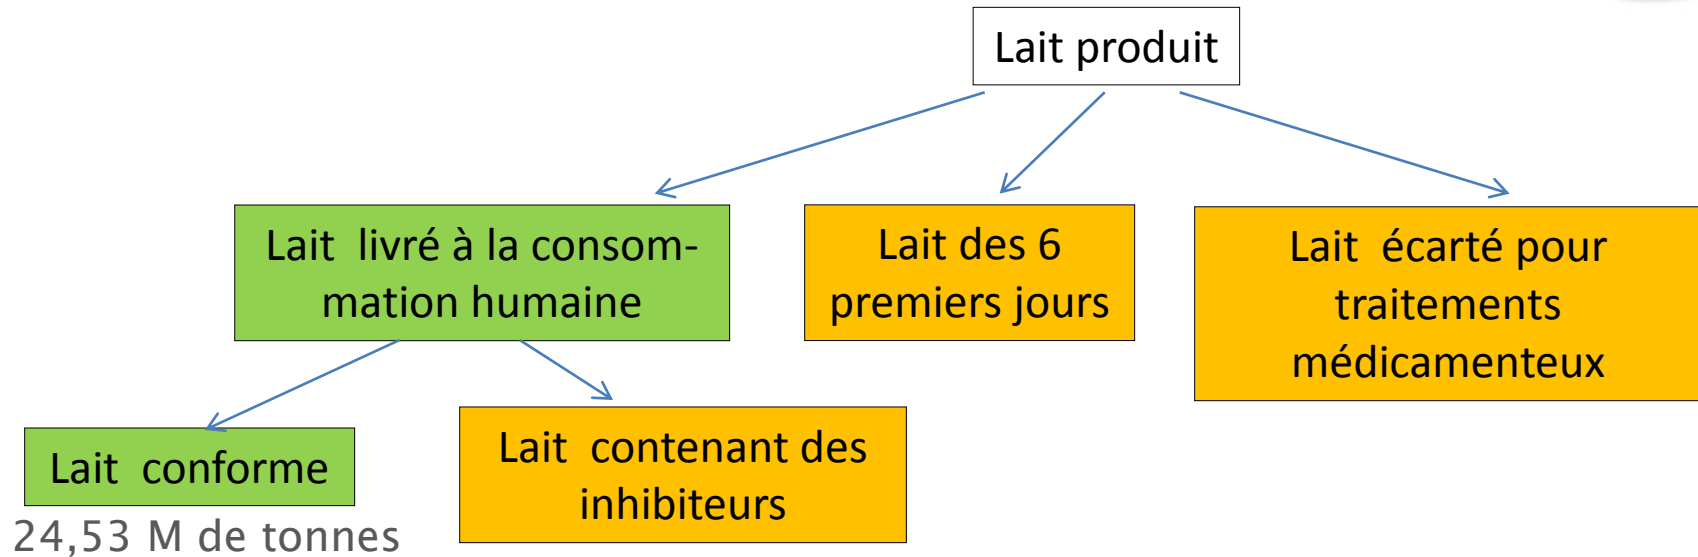 Lait produit
Lait livré à la consom-
mation humaine
Lait des 6
premiers jours
Lait écarté pour
traitements
médicamenteux
Lait conforme
24,53 M de tonnes
Lait contenant des
inhibiteurs